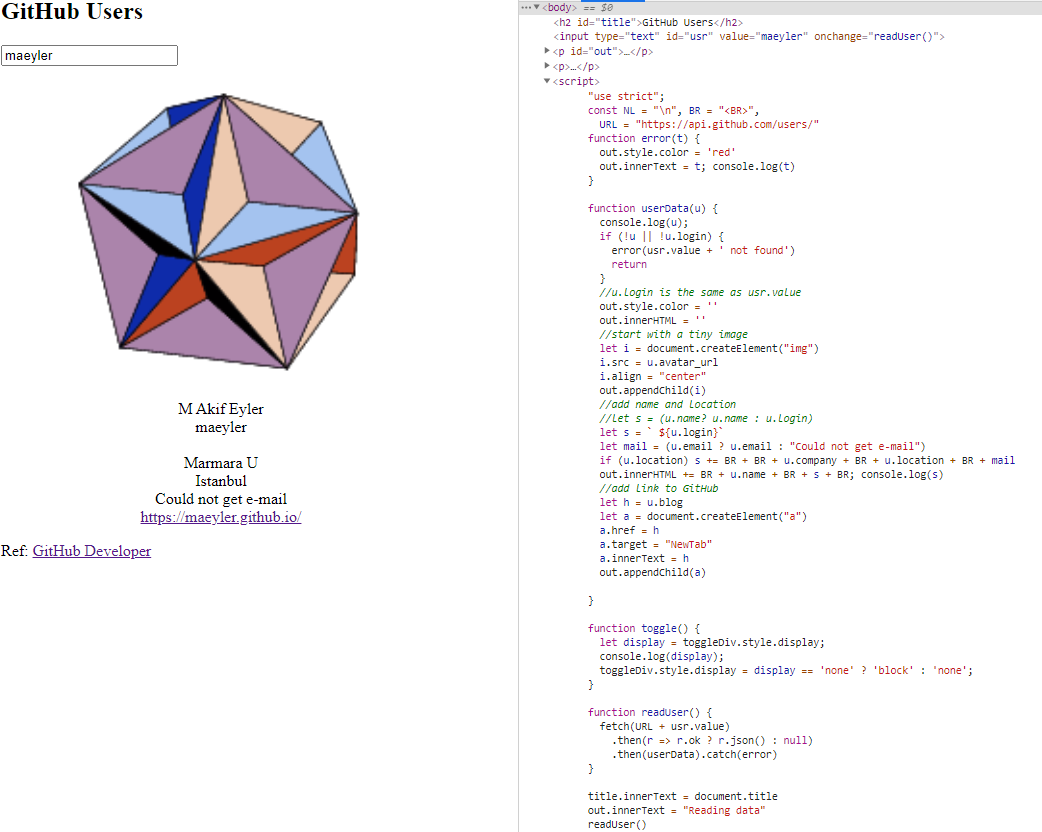 GitHub Users
maeyler
M Akif Eyler
maeyler
Marmara U
Istanbul
Could not get e-mail
https://maeyler.github.io/
Ref: GitHub Developer
···▼<body> == $0
<h2 id="title">GitHub Users</h2>
<input type="text" id="usr" value="maeyler" onchange="readUser()">
▶<p id="out">…</p>
▶<p>…</p>
▼<script>
"use strict";
const NL = "\n", BR = "<BR>",
URL = "https://api.github.com/users/"
function error(t) {
out.style.color = 'red'
out.innerText = t; console.log(t)
}
function userData(u) {
console.log(u);
if (!u || !u.login) {
error(usr.value + ' not found')
return
}
//u.login is the same as usr.value
out.style.color = ''
out.innerHTML = ''
//start with a tiny image
let i = document.createElement("img")
i.src = u.avatar_url
i.align = "center"
out.appendChild(i)
//add name and location
//let s = (u.name? u.name : u.login)
let s = ` ${u.login}`
let mail = (u.email ? u.email : "Could not get e-mail")
if (u.location) s += BR + BR + u.company + BR + u.location + BR + mail
out.innerHTML += BR + u.name + BR + s + BR; console.log(s)
//add link to GitHub
let h = u.blog
let a = document.createElement("a")
a.href = h
a.target = "NewTab"
a.innerText = h
out.appendChild(a)
}
function toggle() {
let display = toggleDiv.style.display;
console.log(display);
toggleDiv.style.display = display == 'none' ? 'block' : 'none';
}
function readUser() {
fetch(URL + usr.value)
.then(r => r.ok ? r.json() : null)
.then(userData).catch(error)
}
title.innerText = document.title
out.innerText = "Reading data"
readUser()